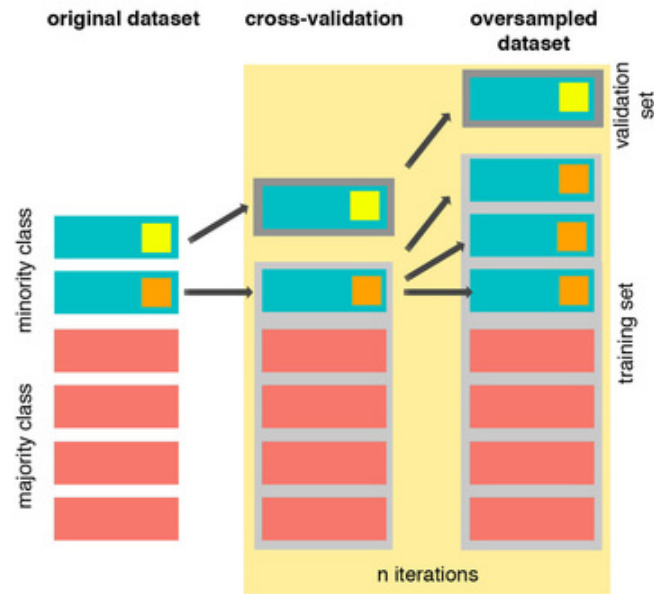 original dataset
cross-validation
oversampled
dataset
validation
set
minority class
majority class
training set
n iterations